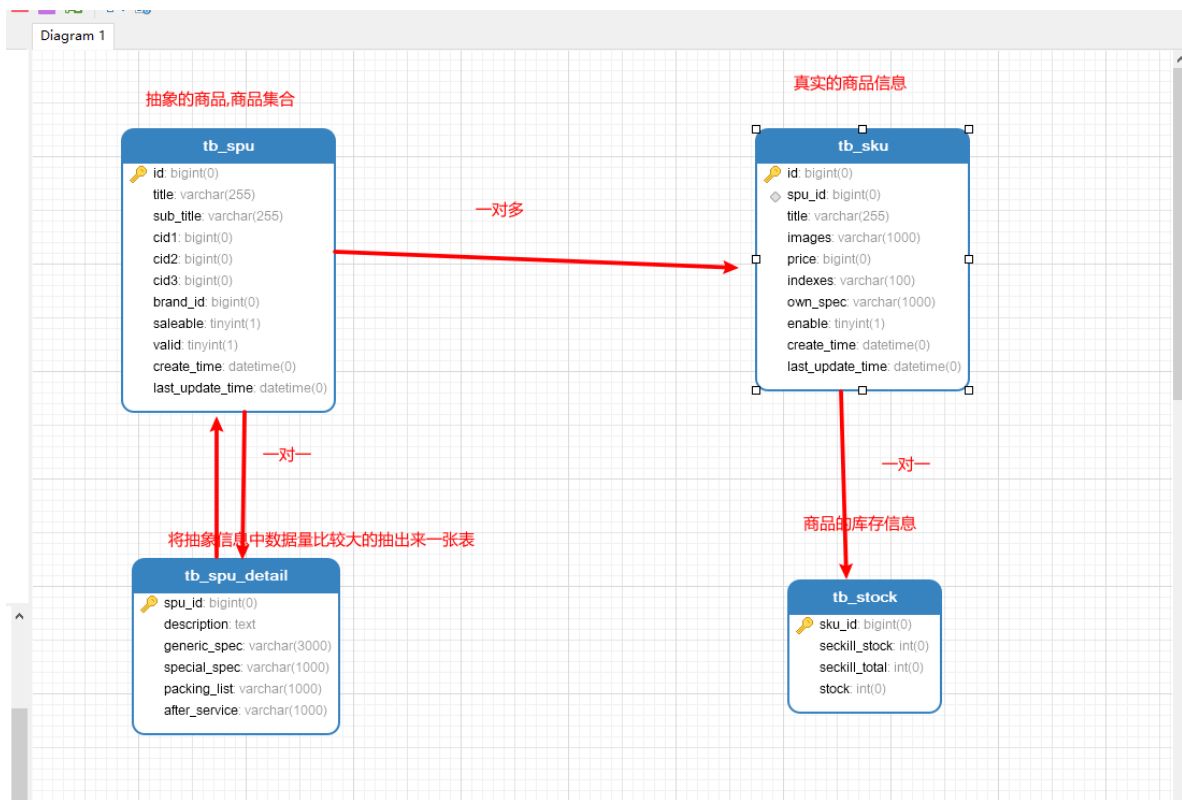 Diagram 1
抽象的商品,商品集合
真实的商品信息
tb_spu
id: bigint(0)
title: varchar(255)
sub_title: varchar(255)
cid1: bigint(0)
cid2: bigint(0)
cid3: bigint(0)
brand_id: bigint(0)
saleable: tinyint(1)
valid: tinyint(1)
create_time: datetime(0)
last_update_time: datetime(0)
一对多
tb_sku
id: bigint(0)
spu_id: bigint(0)
title: varchar(255)
images: varchar(1000)
price: bigint(0)
indexes: varchar(100)
own_spec: varchar(1000)
enable: tinyint(1)
create_time: datetime(0)
last_update_time: datetime(0)
一对一
一对一
将抽象信息中数据量比较大的抽出来一张表
商品的库存信息
tb_spu_detail
spu_id: bigint(0)
description: text
generic_spec: varchar(3000)
special_spec: varchar(1000)
packing_list: varchar(1000)
after_service: varchar(1000)
tb_stock
sku_id: bigint(0)
seckill_stock: int(0)
seckill_total: int(0)
stock: int(0)